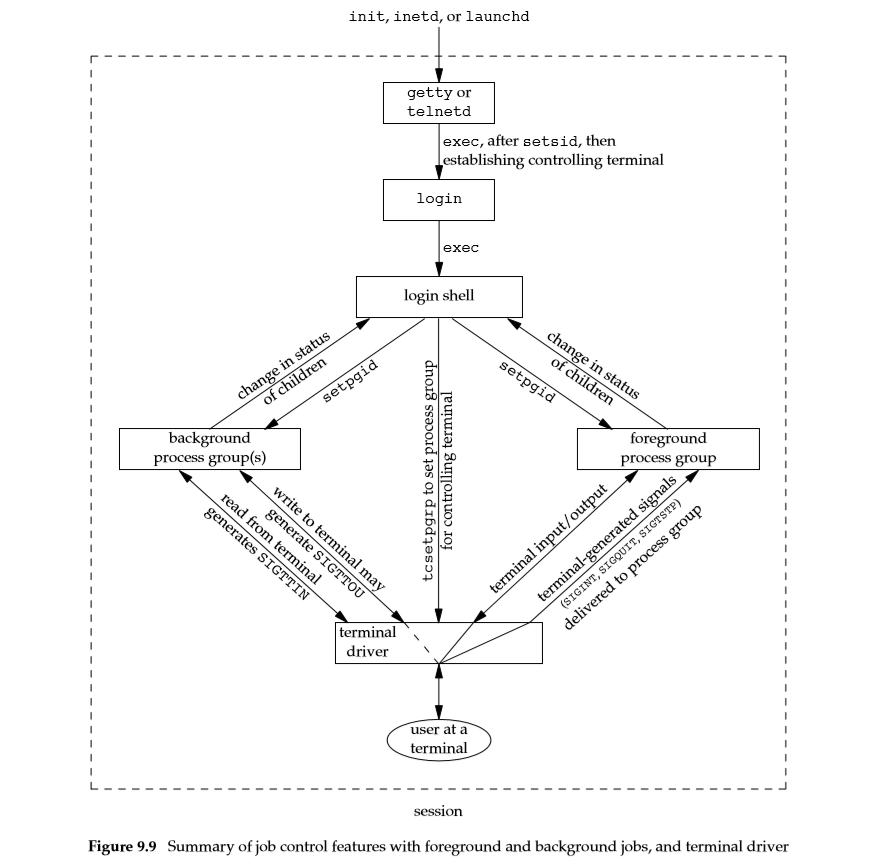 init, inetd, or launchd
getty or
telnetd
exec, after setsid, then
establishing controlling terminal
login
exec
login shell
change in status
of children
setpgid
tcsetpgrp to set process group
for controlling terminal
setpgid
change in status
of children
background
process group(s)
foreground
process group
read from terminal
generates SIGTTIN
write to terminal may
generate SIGTTOU
terminal input/output
terminal-generated signals
(SIGINT, SIGQUIT, SIGTSTP)
delivered to process group
terminal
driver
user at a
terminal
session
Figure 9.9 Summary of job control features with foreground and background jobs, and terminal driver